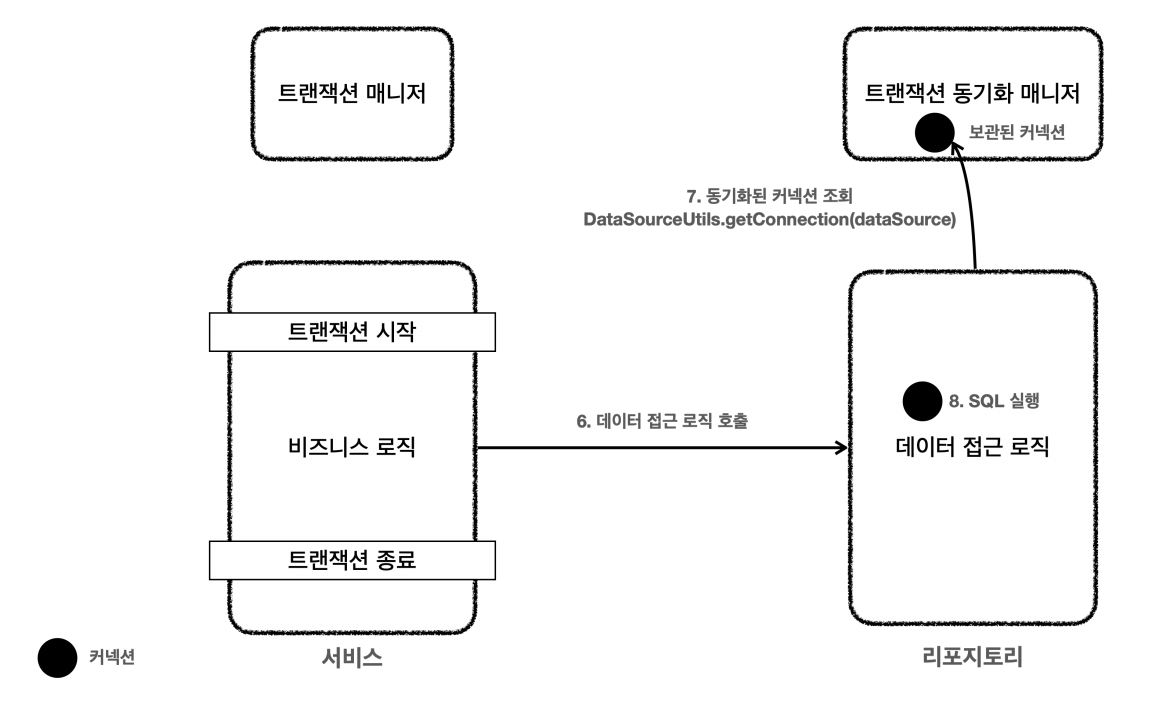 트랜잭션 매니저
트랜잭션 동기화 매니저
보관된 커넥션
7. 동기화된 커넥션 조회
DataSourceUtils.getConnection(dataSource)
트랜잭션 시작
8. SQL 실행
6. 데이터 접근 로직 호출
비즈니스 로직
데이터 접근 로직
트랜잭션 종료
커넥션
서비스
리포지토리